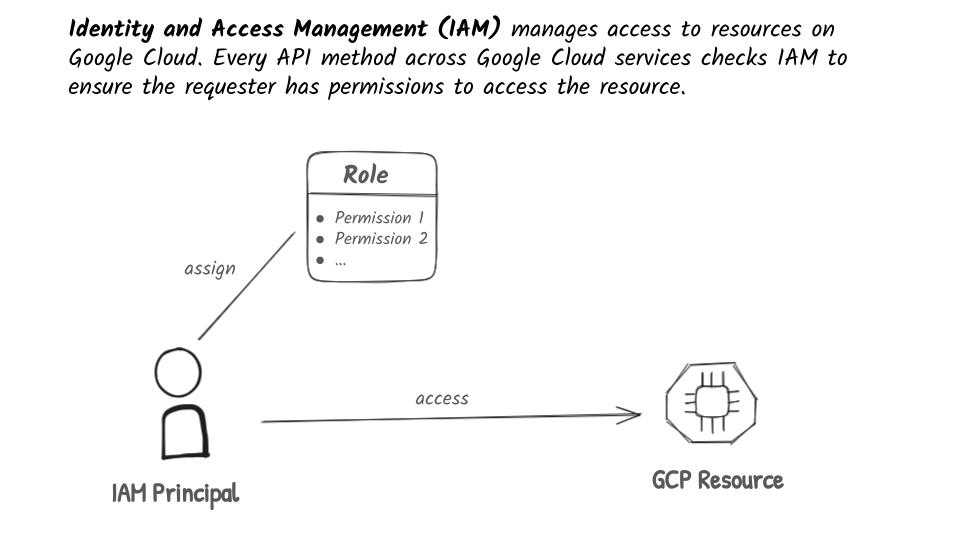 Identity and Access Management (IAM) manages access to resources on
Google Cloud. Every API method across Google Cloud services checks IAM to
ensure the requester has permissions to access the resource.
Role
• Permission 1
• Permission 2
• ...
assign
access
IAM Principal
GCP Resource